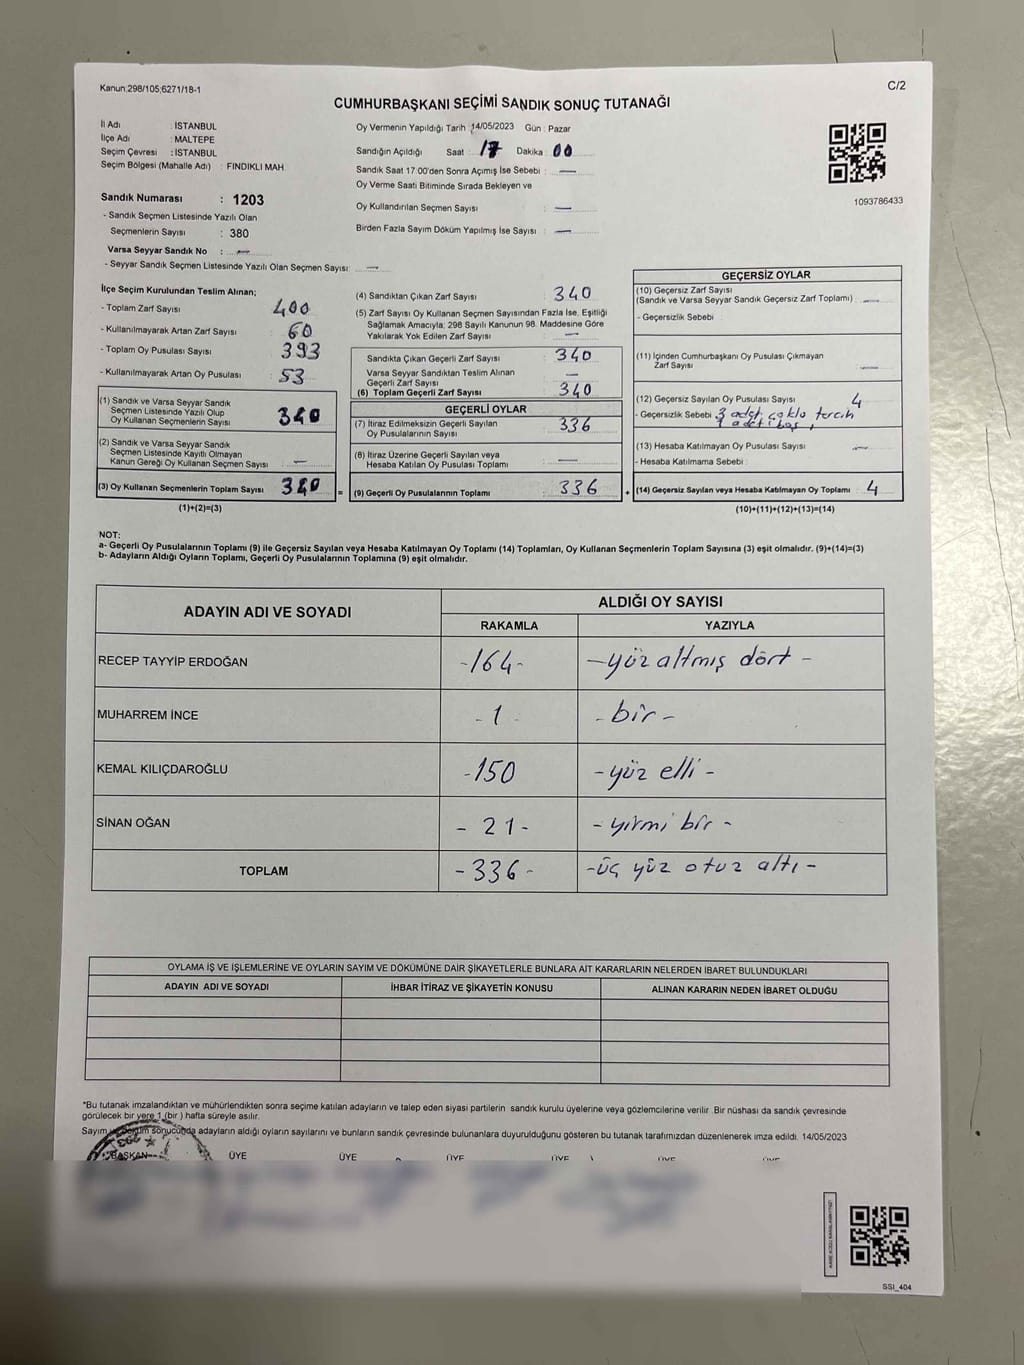 Kanun;298/105;6271/18-1
C/2
CUMHURBAŞKANI SEÇİMİ SANDIK SONUÇ TUTANAĞI
İl Adı : İSTANBUL
İlçe Adı : MALTEPE
Seçim Çevresi : İSTANBUL
Seçim Bölgesi (Mahalle Adı) : FINDIKLI MAH.
Sandık Numarası : 1203
- Sandık Seçmen Listesinde Yazılı Olan
Seçmenlerin Sayısı : 380
Varsa Seyyar Sandık No : —
- Seyyar Sandık Seçmen Listesinde Yazılı Olan Seçmen Sayısı: —
Oy Vermenin Yapıldığı Tarih :14/05/2023 Gün : Pazar
Sandığın Açıldığı Saat : 17 Dakika : 00
Sandık Saat 17:00'den Sonra Açımış İse Sebebi : —
Oy Verme Saati Bitiminde Sırada Bekleyen ve
Oy Kullandırılan Seçmen Sayısı : —
Birden Fazla Sayım Döküm Yapılmış İse Sayısı : —
1093786433
İlçe Seçim Kurulundan Teslim Alınan;
- Toplam Zarf Sayısı : 400
- Kullanılmayarak Artan Zarf Sayısı : 60
- Toplam Oy Pusulası Sayısı : 393
- Kullanılmayarak Artan Oy Pusulası : 53
(1) Sandık ve Varsa Seyyar Sandık
Seçmen Listesinde Yazılı Olup
Oy Kullanan Seçmenlerin Sayısı : 340
(2) Sandık ve Varsa Seyyar Sandık
Seçmen Listesinde Kayıtlı Olmayan
Kanun Gereği Oy Kullanan Seçmen Sayısı : —
(3) Oy Kullanan Seçmenlerin Toplam Sayısı : 340
(1)+(2)=(3)
(4) Sandıktan Çıkan Zarf Sayısı : 340
(5) Zarf Sayısı Oy Kullanan Seçmen Sayısından Fazla İse, Eşitliği
Sağlamak Amacıyla; 298 Sayılı Kanunun 98. Maddesine Göre
Yakılarak Yok Edilen Zarf Sayısı : —
Sandıkta Çıkan Geçerli Zarf Sayısı : 340
Varsa Seyyar Sandıktan Teslim Alınan
Geçerli Zarf Sayısı : —
(6) Toplam Geçerli Zarf Sayısı : 340
GEÇERLİ OYLAR
(7) İtiraz Edilmeksizin Geçerli Sayılan
Oy Pusulalarının Sayısı : 336
(8) İtiraz Üzerine Geçerli Sayılan veya
Hesaba Katılan Oy Pusulası Toplamı : —
= (9) Geçerli Oy Pusulalarının Toplamı : 336 +
GEÇERSİZ OYLAR
(10) Geçersiz Zarf Sayısı
(Sandık ve Varsa Seyyar Sandık Geçersiz Zarf Toplamı) : —
- Geçersizlik Sebebi :
(11) İçinden Cumhurbaşkanı Oy Pusulası Çıkmayan
Zarf Sayısı : —
(12) Geçersiz Sayılan Oy Pusulası Sayısı : 4
- Geçersizlik Sebebi : 3 adet çoklu tercih
1 adet boş
(13) Hesaba Katılmayan Oy Pusulası Sayısı : —
- Hesaba Katılmama Sebebi :
(14) Geçersiz Sayılan veya Hesaba Katılmayan Oy Toplamı : 4
(10)+(11)+(12)+(13)=(14)
NOT:
a- Geçerli Oy Pusulalarının Toplamı (9) ile Geçersiz Sayılan veya Hesaba Katılmayan Oy Toplamı (14) Toplamları, Oy Kullanan Seçmenlerin Toplam Sayısına (3) eşit olmalıdır. (9)+(14)=(3)
b- Adayların Aldığı Oyların Toplamı, Geçerli Oy Pusulalarının Toplamına (9) eşit olmalıdır.
ADAYIN ADI VE SOYADI ALDIĞI OY SAYISI
RAKAMLA YAZIYLA
RECEP TAYYİP ERDOĞAN -164- -yüz altmış dört-
MUHARREM İNCE -1- -bir-
KEMAL KILIÇDAROĞLU -150 -yüz elli-
SİNAN OĞAN -21- -yirmi bir-
TOPLAM -336- -üç yüz otuz altı-
OYLAMA İŞ VE İŞLEMLERİNE VE OYLARIN SAYIM VE DÖKÜMÜNE DAİR ŞİKAYETLERLE BUNLARA AİT KARARLARIN NELERDEN İBARET BULUNDUKLARI
ADAYIN ADI VE SOYADI İHBAR İTİRAZ VE ŞİKAYETİN KONUSU ALINAN KARARIN NEDEN İBARET OLDUĞU
*Bu tutanak imzalandıktan ve mühürlendikten sonra seçime katılan adayların ve talep eden siyasi partilerin sandık kurulu üyelerine veya gözlemcilerine verilir. Bir nüshası da sandık çevresinde
görülecek bir yere 1 (bir) hafta süreyle asılır.
Sayım ve döküm sonucunda adayların aldığı oyların sayılarını ve bunların sandık çevresinde bulunanlara duyurulduğunu gösteren bu tutanak tarafımızdan düzenlenerek imza edildi. 14/05/2023
BAŞKAN ÜYE ÜYE ÜYE ÜYE ÜYE ÜYE
SSI_404